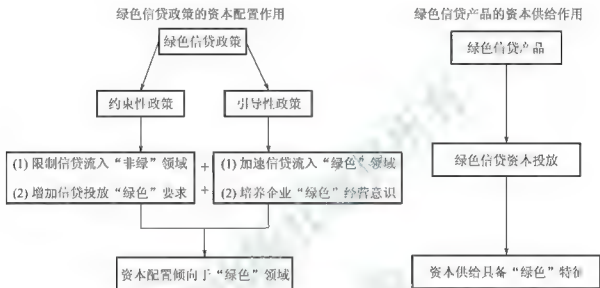 绿色信贷政策的资本配置作用
绿色信贷政策
约束性政策
引导性政策
(1) 限制信贷流入“非绿”领域
(2) 增加信贷投放“绿色”要求
+
+
(1) 加速信贷流入“绿色”领域
(2) 培养企业“绿色”经营意识
资本配置倾向于“绿色”领域
绿色信贷产品的资本供给作用
绿色信贷产品
绿色信贷资本投放
资本供给具备“绿色”特征